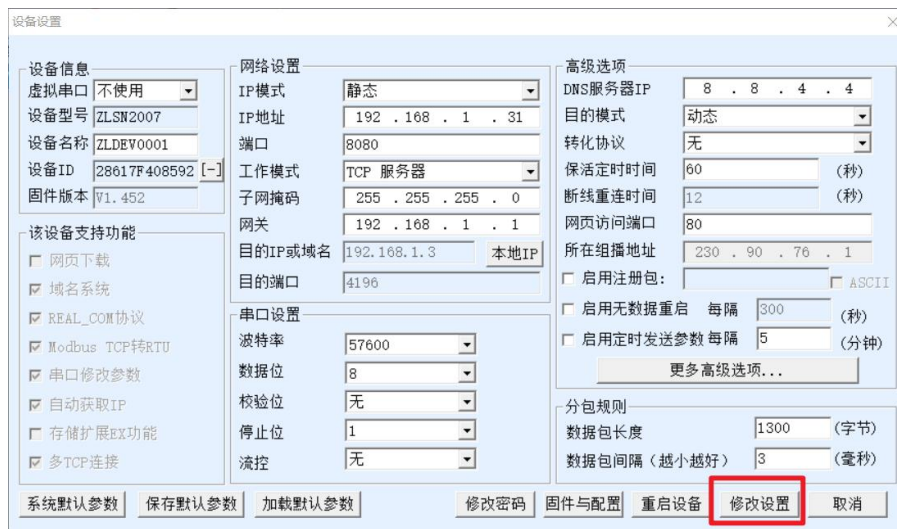 设备设置
设备信息
虚拟串口 不使用
设备型号 ZLSN2007
设备名称 ZLDEV0001
设备ID 28617F408592 [-]
固件版本 V1.452
该设备支持功能
网页下载
域名系统
REAL_COM协议
Modbus TCP转RTU
串口修改参数
自动获取IP
存储扩展EX功能
多TCP连接
网络设置
IP模式 静态
IP地址 192 . 168 . 1 . 31
端口 8080
工作模式 TCP 服务器
子网掩码 255 . 255 . 255 . 0
网关 192 . 168 . 1 . 1
目的IP或域名 192.168.1.3 本地IP
目的端口 4196
串口设置
波特率 57600
数据位 8
校验位 无
停止位 1
流控 无
高级选项
DNS服务器IP 8 . 8 . 4 . 4
目的模式 动态
转化协议 无
保活定时时间 60 (秒)
断线重连时间 12 (秒)
网页访问端口 80
所在组播地址 230 . 90 . 76 . 1
启用注册包: ASCII
启用无数据重启 每隔 300 (秒)
启用定时发送参数 每隔 5 (分钟)
更多高级选项...
分包规则
数据包长度 1300 (字节)
数据包间隔(越小越好) 3 (毫秒)
系统默认参数 保存默认参数 加载默认参数 修改密码 固件与配置 重启设备 修改设置 取消